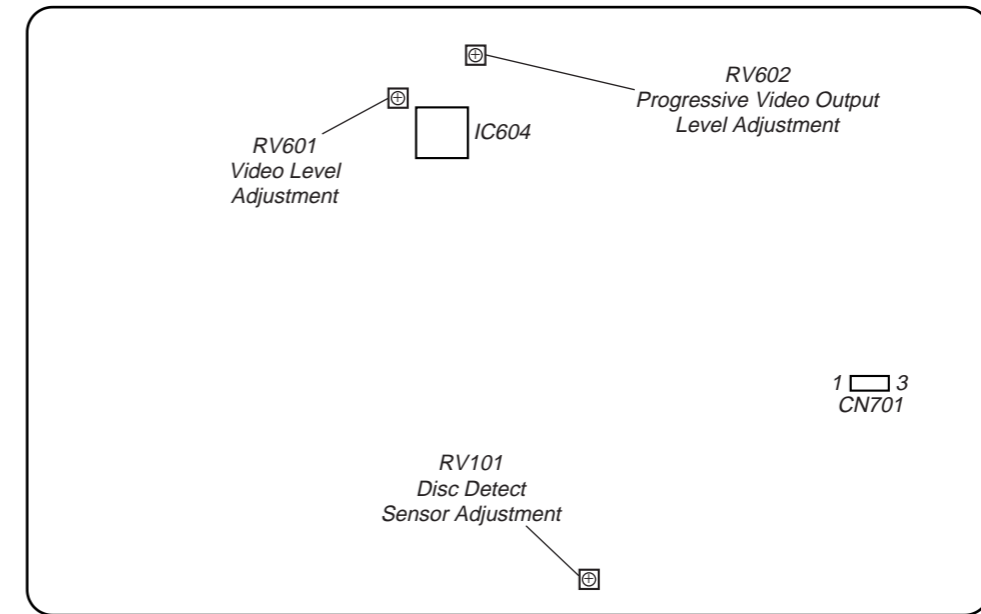 RV602
Progressive Video Output
Level Adjustment
IC604
RV601
Video Level
Adjustment
1 3
CN701
RV101
Disc Detect
Sensor Adjustment